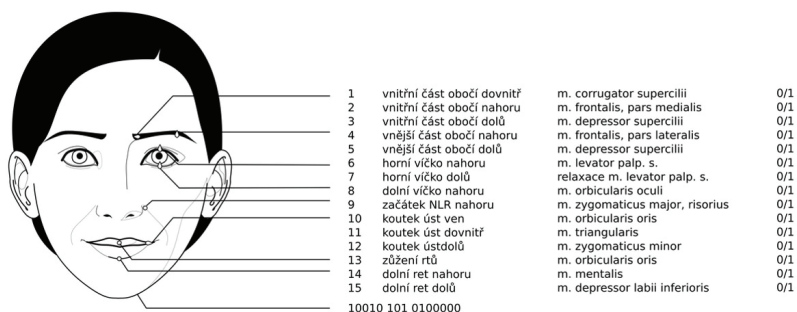 1 vnitřní část obočí dovnitř m. corrugator supercilii 0/1
2 vnitřní část obočí nahoru m. frontalis, pars medialis 0/1
3 vnitřní část obočí dolů m. depressor supercilii 0/1
4 vnější část obočí nahoru m. frontalis, pars lateralis 0/1
5 vnější část obočí dolů m. depressor supercilii 0/1
6 horní víčko nahoru m. levator palp. s. 0/1
7 horní víčko dolů relaxace m. levator palp. s. 0/1
8 dolní víčko nahoru m. orbicularis oculi 0/1
9 začátek NLR nahoru m. zygomaticus major, risorius 0/1
10 koutek úst ven m. orbicularis oris 0/1
11 koutek úst dovnitř m. triangularis 0/1
12 koutek ústdolů m. zygomaticus minor 0/1
13 zůžení rtů m. orbicularis oris 0/1
14 dolní ret nahoru m. mentalis 0/1
15 dolní ret dolů m. depressor labii inferioris 0/1
10010 101 0100000